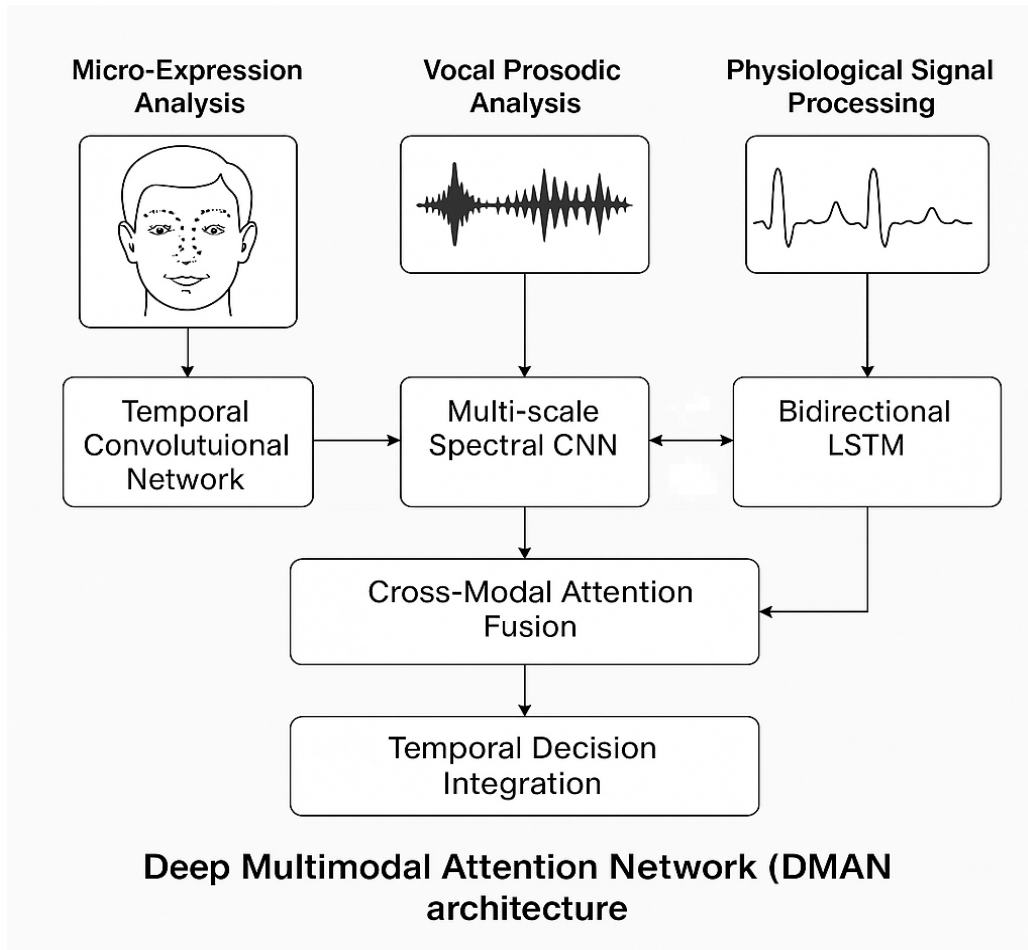 Micro-Expression
Analysis
Vocal Prosodic
Analysis
Physiological Signal
Processing
Temporal
Convolutuional
Network
Multi-scale
Spectral CNN
Bidirectional
LSTM
Cross-Modal Attention
Fusion
Temporal Decision
Integration
Deep Multimodal Attention Network (DMAN
architecture